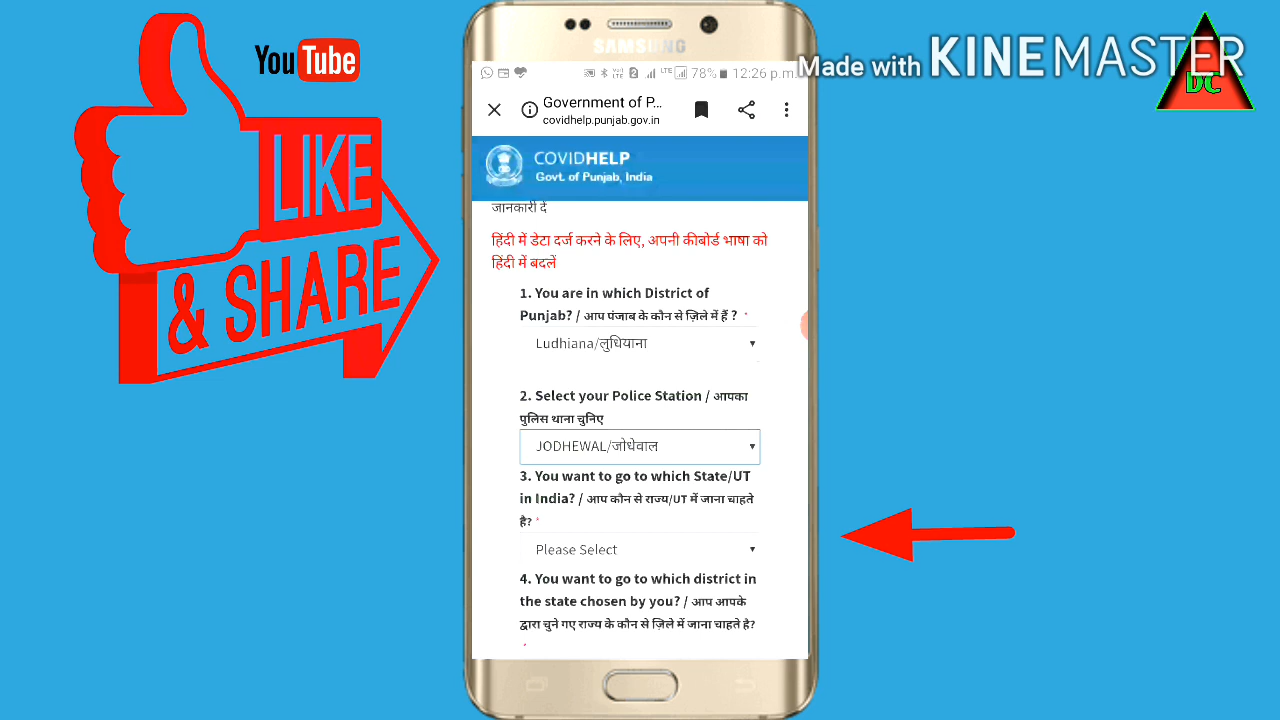 YouTube
LIKE
& SHARE
SAMSUNG
Made with KINEMASTER
DC
LTE 78% 12:26 p.m.
Government of P...
covidhelp.punjab.gov.in
COVIDHELP
Govt. of Punjab, India
जानकारी दें
हिंदी में डेटा दर्ज करने के लिए, अपनी कीबोर्ड भाषा को
हिंदी में बदलें
1. You are in which District of
Punjab? / आप पंजाब के कौन से ज़िले में हैं ? *
Ludhiana/लुधियाना
2. Select your Police Station / आपका
पुलिस थाना चुनिए
JODHEWAL/जोधेवाल
3. You want to go to which State/UT
in India? / आप कौन से राज्य/UT में जाना चाहते
है? *
Please Select
4. You want to go to which district in
the state chosen by you? / आप आपके
द्वारा चुने गए राज्य के कौन से ज़िले में जाना चाहते है?
*